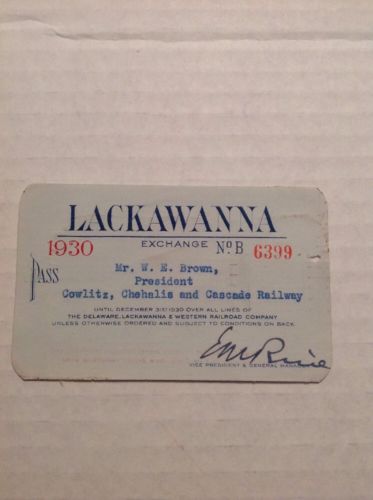 LACKAWANNA
1930 EXCHANGE No B 6399
PASS Mr. W. E. Brown,
President
Cowlitz, Chehalis and Cascade Railway
UNTIL DECEMBER 31ST 1930 OVER ALL LINES OF
THE DELAWARE, LACKAWANNA & WESTERN RAILROAD COMPANY
UNLESS OTHERWISE ORDERED AND SUBJECT TO CONDITIONS ON BACK
VICE PRESIDENT & GENERAL MANAGER